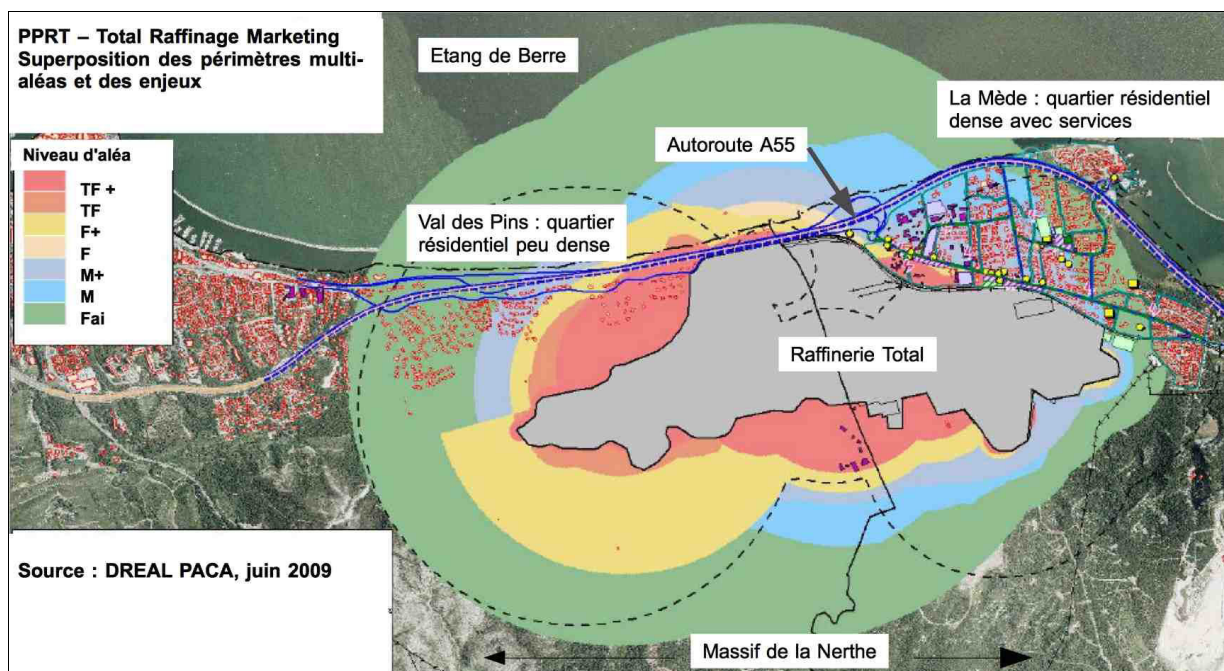 PPRT – Total Raffinage Marketing
Superposition des périmètres multi-
aléas et des enjeux
Etang de Berre
La Mède : quartier résidentiel
dense avec services
Autoroute A55
Niveau d'aléa
TF +
TF
F+
F
M+
M
Fai
Val des Pins : quartier
résidentiel peu dense
Raffinerie Total
Source : DREAL PACA, juin 2009
Massif de la Nerthe